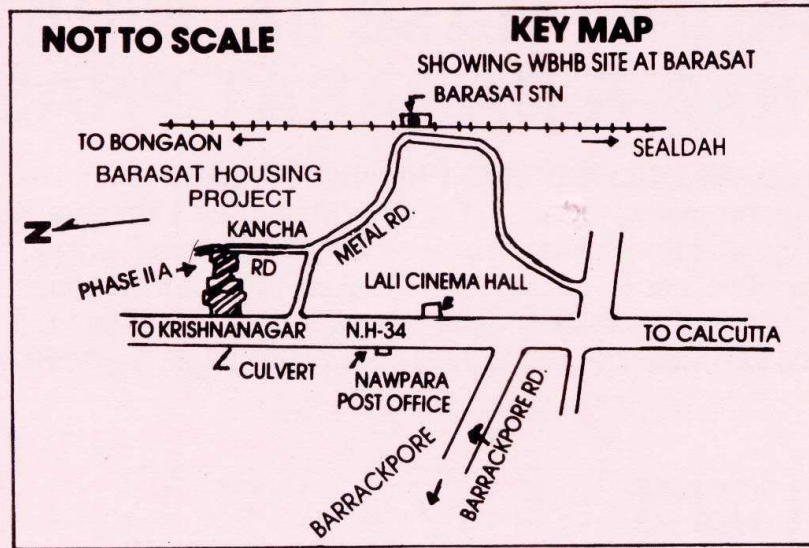 NOT TO SCALE
KEY MAP
SHOWING WBHB SITE AT BARASAT
BARASAT STN
TO BONGAON
SEALDAH
BARASAT HOUSING
PROJECT
N
KANCHA
RD
METAL RD.
PHASE II A
LALI CINEMA HALL
TO KRISHNANAGAR
N.H-34
TO CALCUTTA
CULVERT
NAWPARA
POST OFFICE
BARRACKPORE
BARRACKPORE RD.